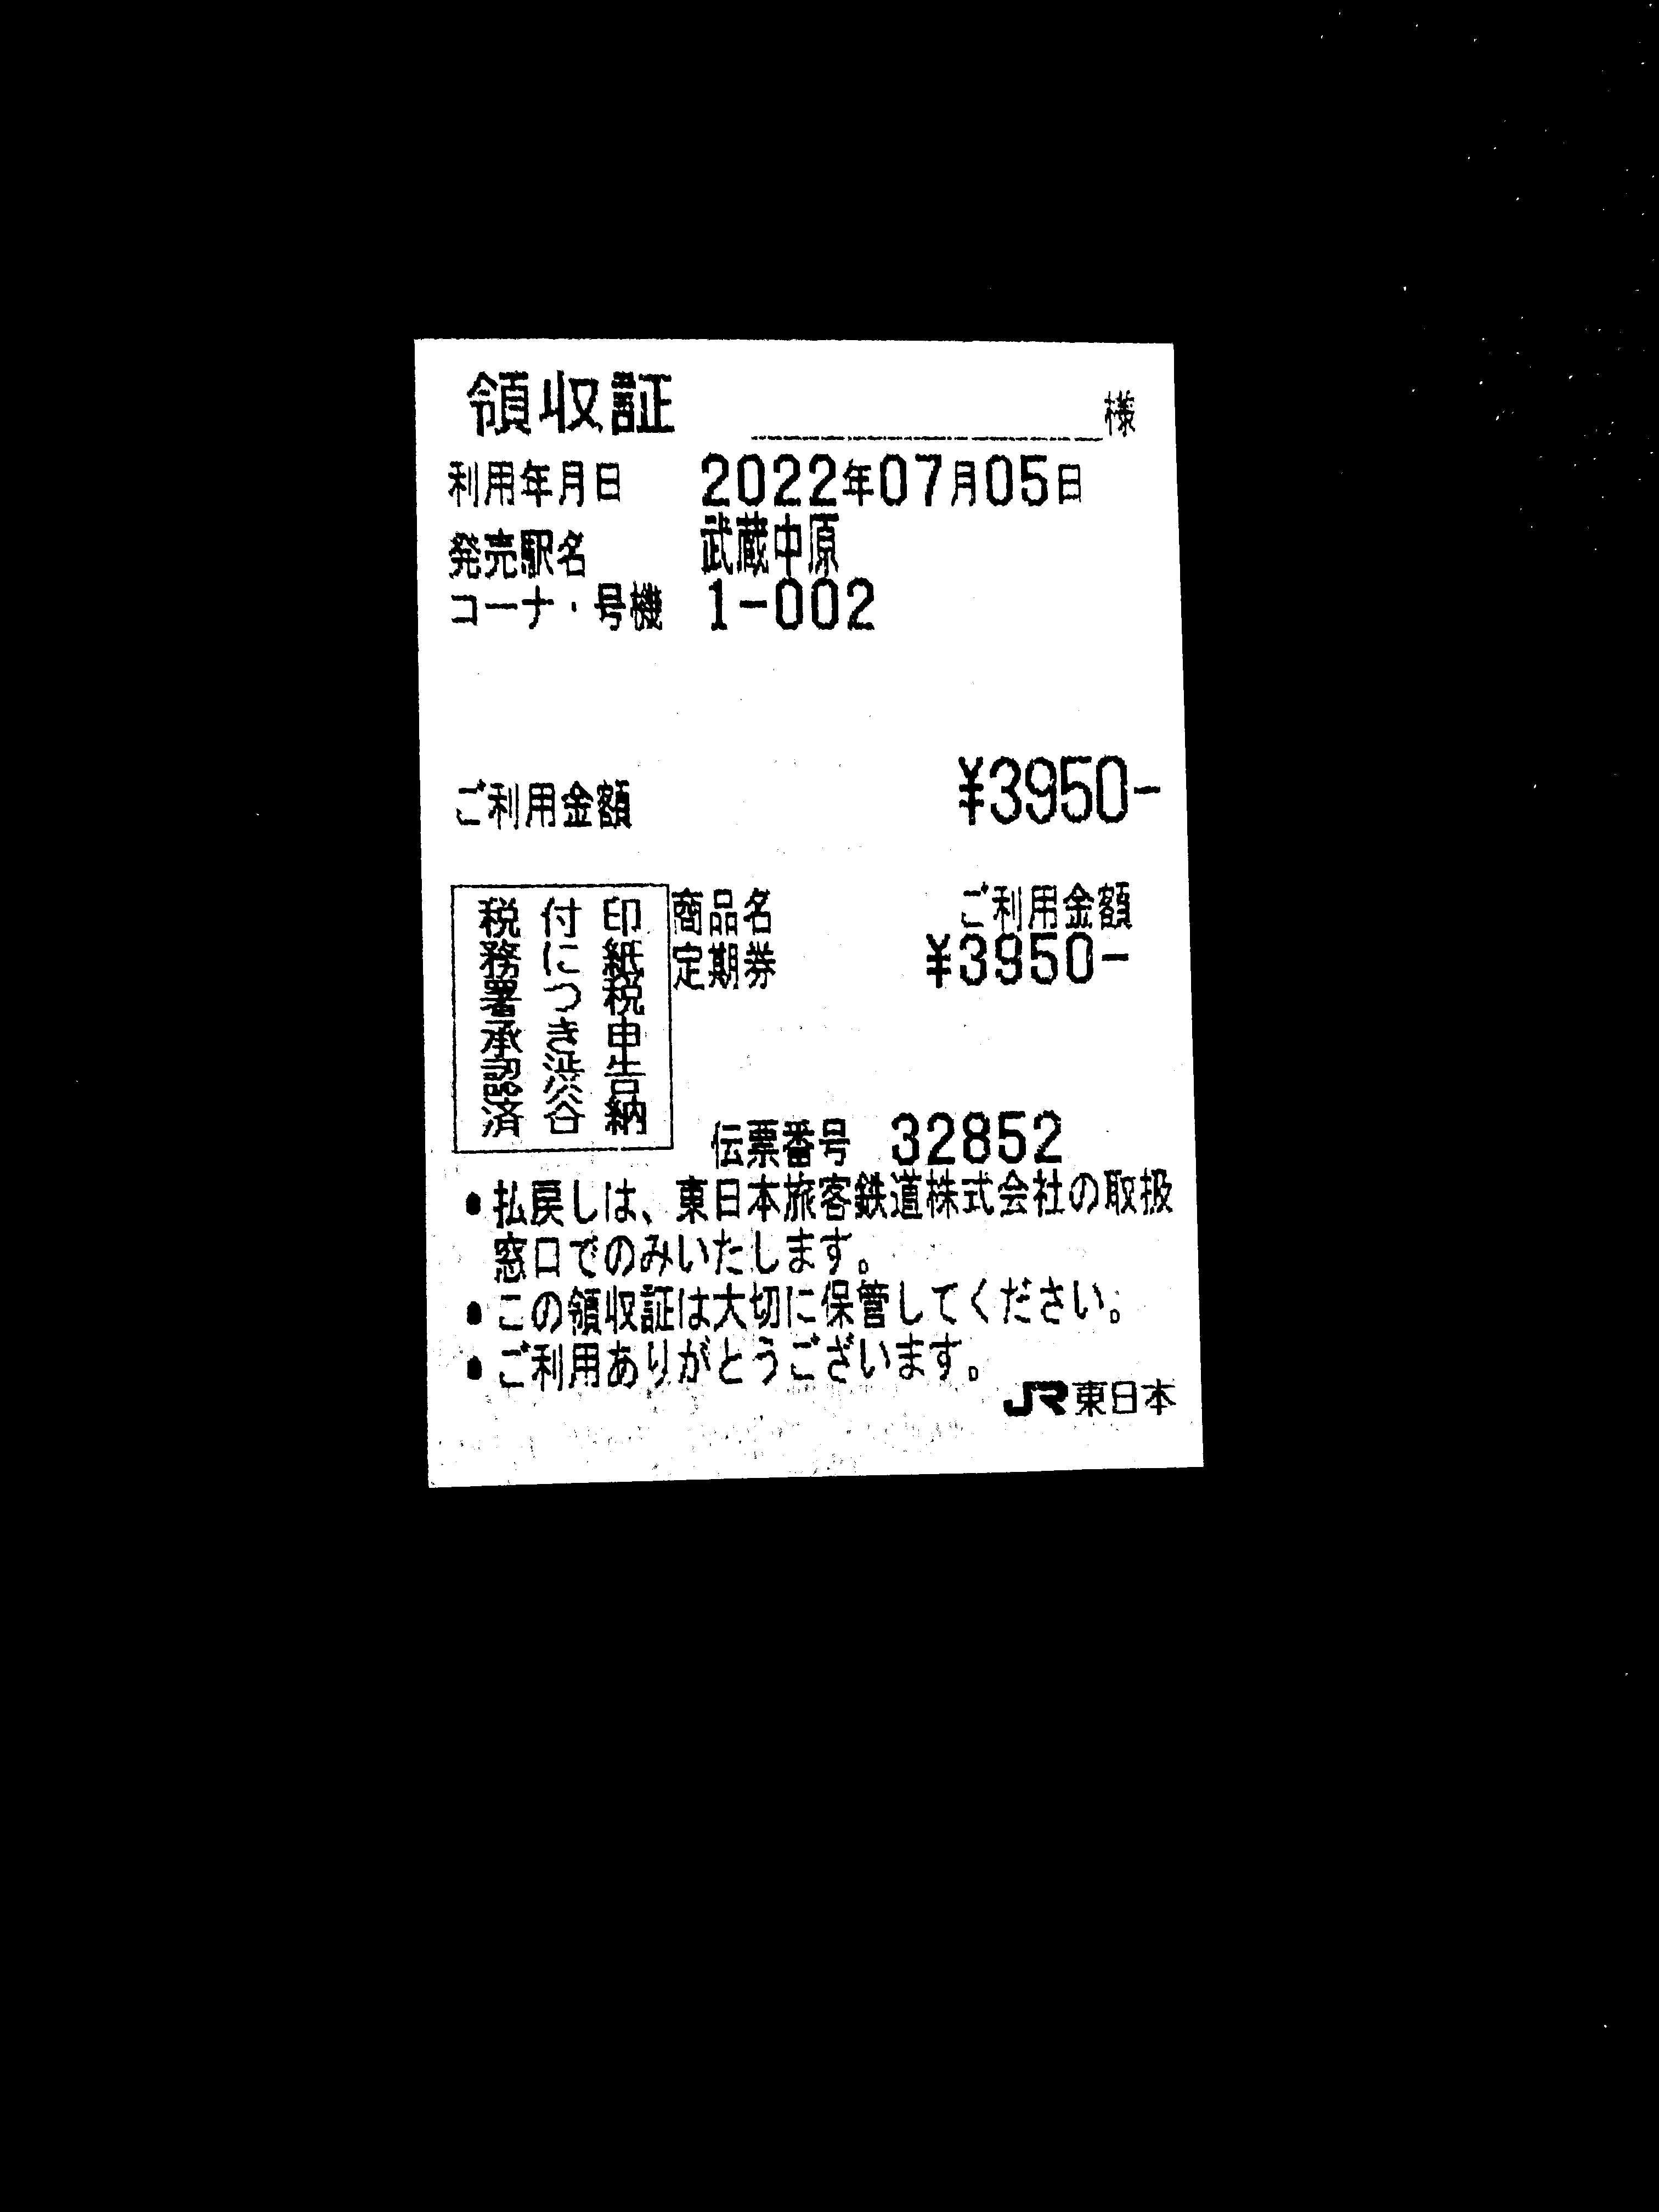 領収証 様
利用年月日 2022年07月05日
発売駅名 武蔵中原
コーナ・号機 1-002
ご利用金額 ¥3950-
印紙税申告納
付につき渋谷
税務署承認済
商品名 ご利用金額
定期券 ¥3950-
伝票番号 32852
●払戻しは、東日本旅客鉄道株式会社の取扱
窓口でのみいたします。
●この領収証は大切に保管してください。
●ご利用ありがとうございます。
JR東日本